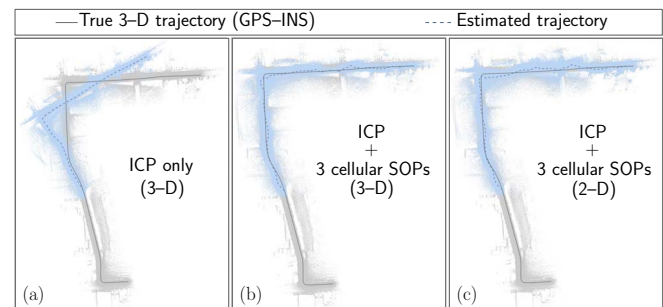 True 3–D trajectory (GPS–INS) Estimated trajectory
ICP only
(3–D)
(a)
ICP
+
3 cellular SOPs
(3–D)
(b)
ICP
+
3 cellular SOPs
(2–D)
(c)